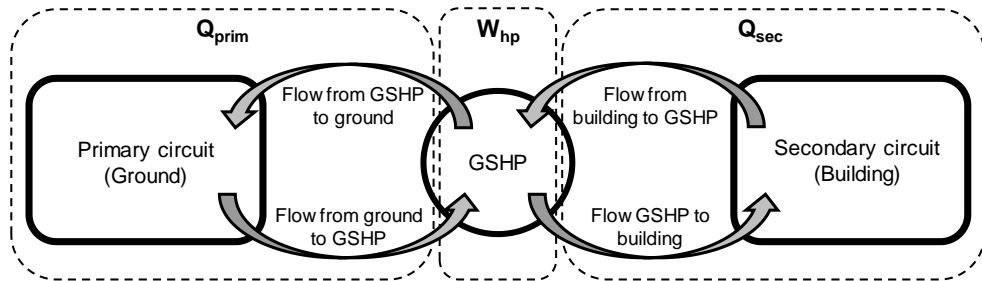 Q_prim
W_hp
Q_sec
Flow from GSHP
to ground
Flow from
building to GSHP
Primary circuit
(Ground)
GSHP
Secondary circuit
(Building)
Flow from ground
to GSHP
Flow GSHP to
building